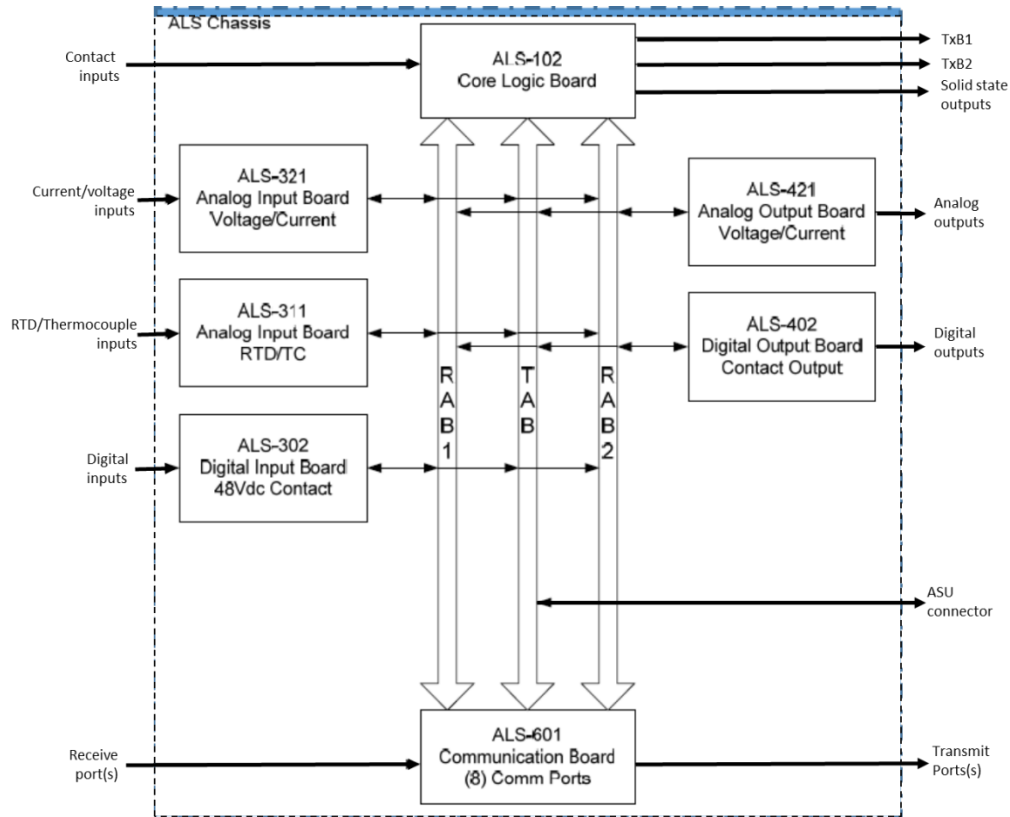 ALS Chassis
Contact
inputs
ALS-102
Core Logic Board
TxB1
TxB2
Solid state
outputs
Current/voltage
inputs
ALS-321
Analog Input Board
Voltage/Current
ALS-421
Analog Output Board
Voltage/Current
Analog
outputs
RTD/Thermocouple
inputs
ALS-311
Analog Input Board
RTD/TC
ALS-402
Digital Output Board
Contact Output
Digital
outputs
RAB1
TAB
RAB2
Digital
inputs
ALS-302
Digital Input Board
48Vdc Contact
ASU
connector
Receive
port(s)
ALS-601
Communication Board
(8) Comm Ports
Transmit
Ports(s)